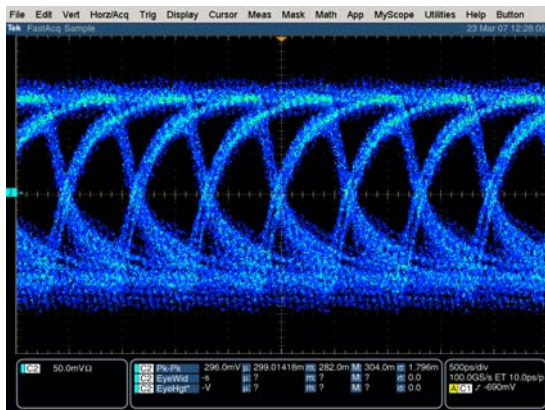 File Edit Vert Horz/Acq Trig Display Cursor Meas Mask Math App MyScope Utilities Help Button
Tek FastAcq Sample 23 Mar 07 12:28:05
2
C2 50.0mVΩ
C2 Pk-Pk 296.0mV µ: 299.01418m m: 282.0m M: 304.0m σ: 1.796m
C2 EyeWid -s µ: ? m: ? M: ? σ: 0.0
C2 EyeHgt* -V µ: ? m: ? M: ? σ: 0.0
500ps/div
100.0GS/s ET 10.0ps/p
A C1 -690mV